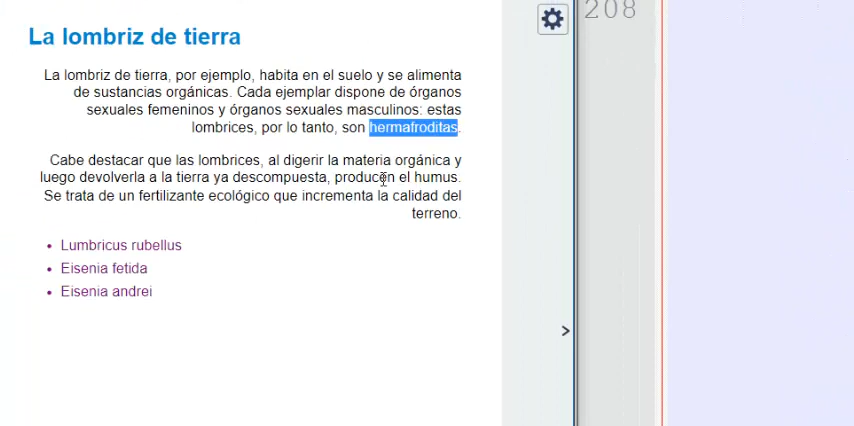 208
La lombriz de tierra
La lombriz de tierra, por ejemplo, habita en el suelo y se alimenta
de sustancias orgánicas. Cada ejemplar dispone de órganos
sexuales femeninos y órganos sexuales masculinos: estas
lombrices, por lo tanto, son hermafroditas.
Cabe destacar que las lombrices, al digerir la materia orgánica y
luego devolverla a la tierra ya descompuesta, producen el humus.
Se trata de un fertilizante ecológico que incrementa la calidad del
terreno.
• Lumbricus rubellus
• Eisenia fetida
• Eisenia andrei